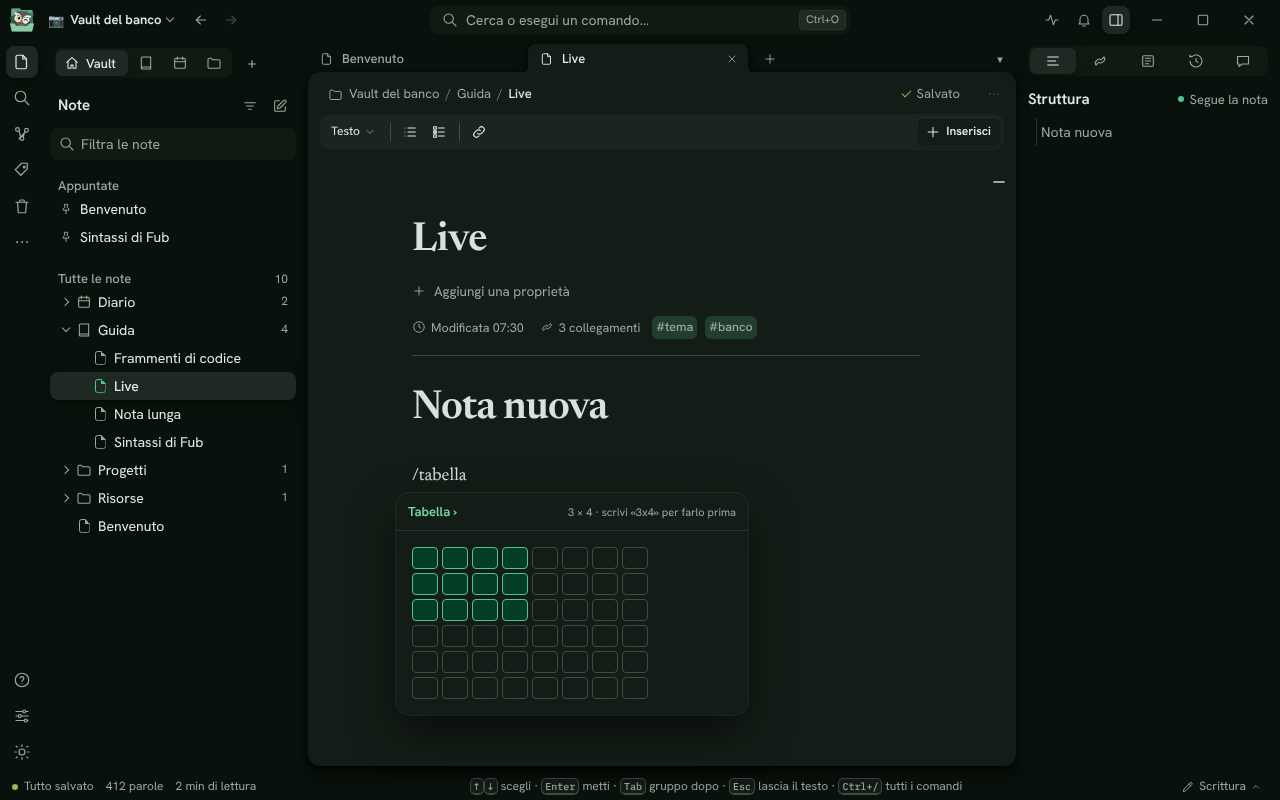 Vault del banco
Cerca o esegui un comando...
Ctrl+O
Vault
Benvenuto
Live
Note
Filtra le note
Appuntate
Benvenuto
Sintassi di Fub
Tutte le note 10
Diario 2
Guida 4
Frammenti di codice
Live
Nota lunga
Sintassi di Fub
Progetti 1
Risorse 1
Benvenuto
Vault del banco / Guida / Live
Salvato
Testo
Inserisci
Live
Aggiungi una proprietà
Modificata 07:30 3 collegamenti #tema #banco
Nota nuova
/tabella
Tabella › 3 × 4 · scrivi «3x4» per farlo prima
Struttura
Segue la nota
Nota nuova
Tutto salvato 412 parole 2 min di lettura
↑ ↓ scegli · Enter metti · Tab gruppo dopo · Esc lascia il testo · Ctrl+/ tutti i comandi
Scrittura